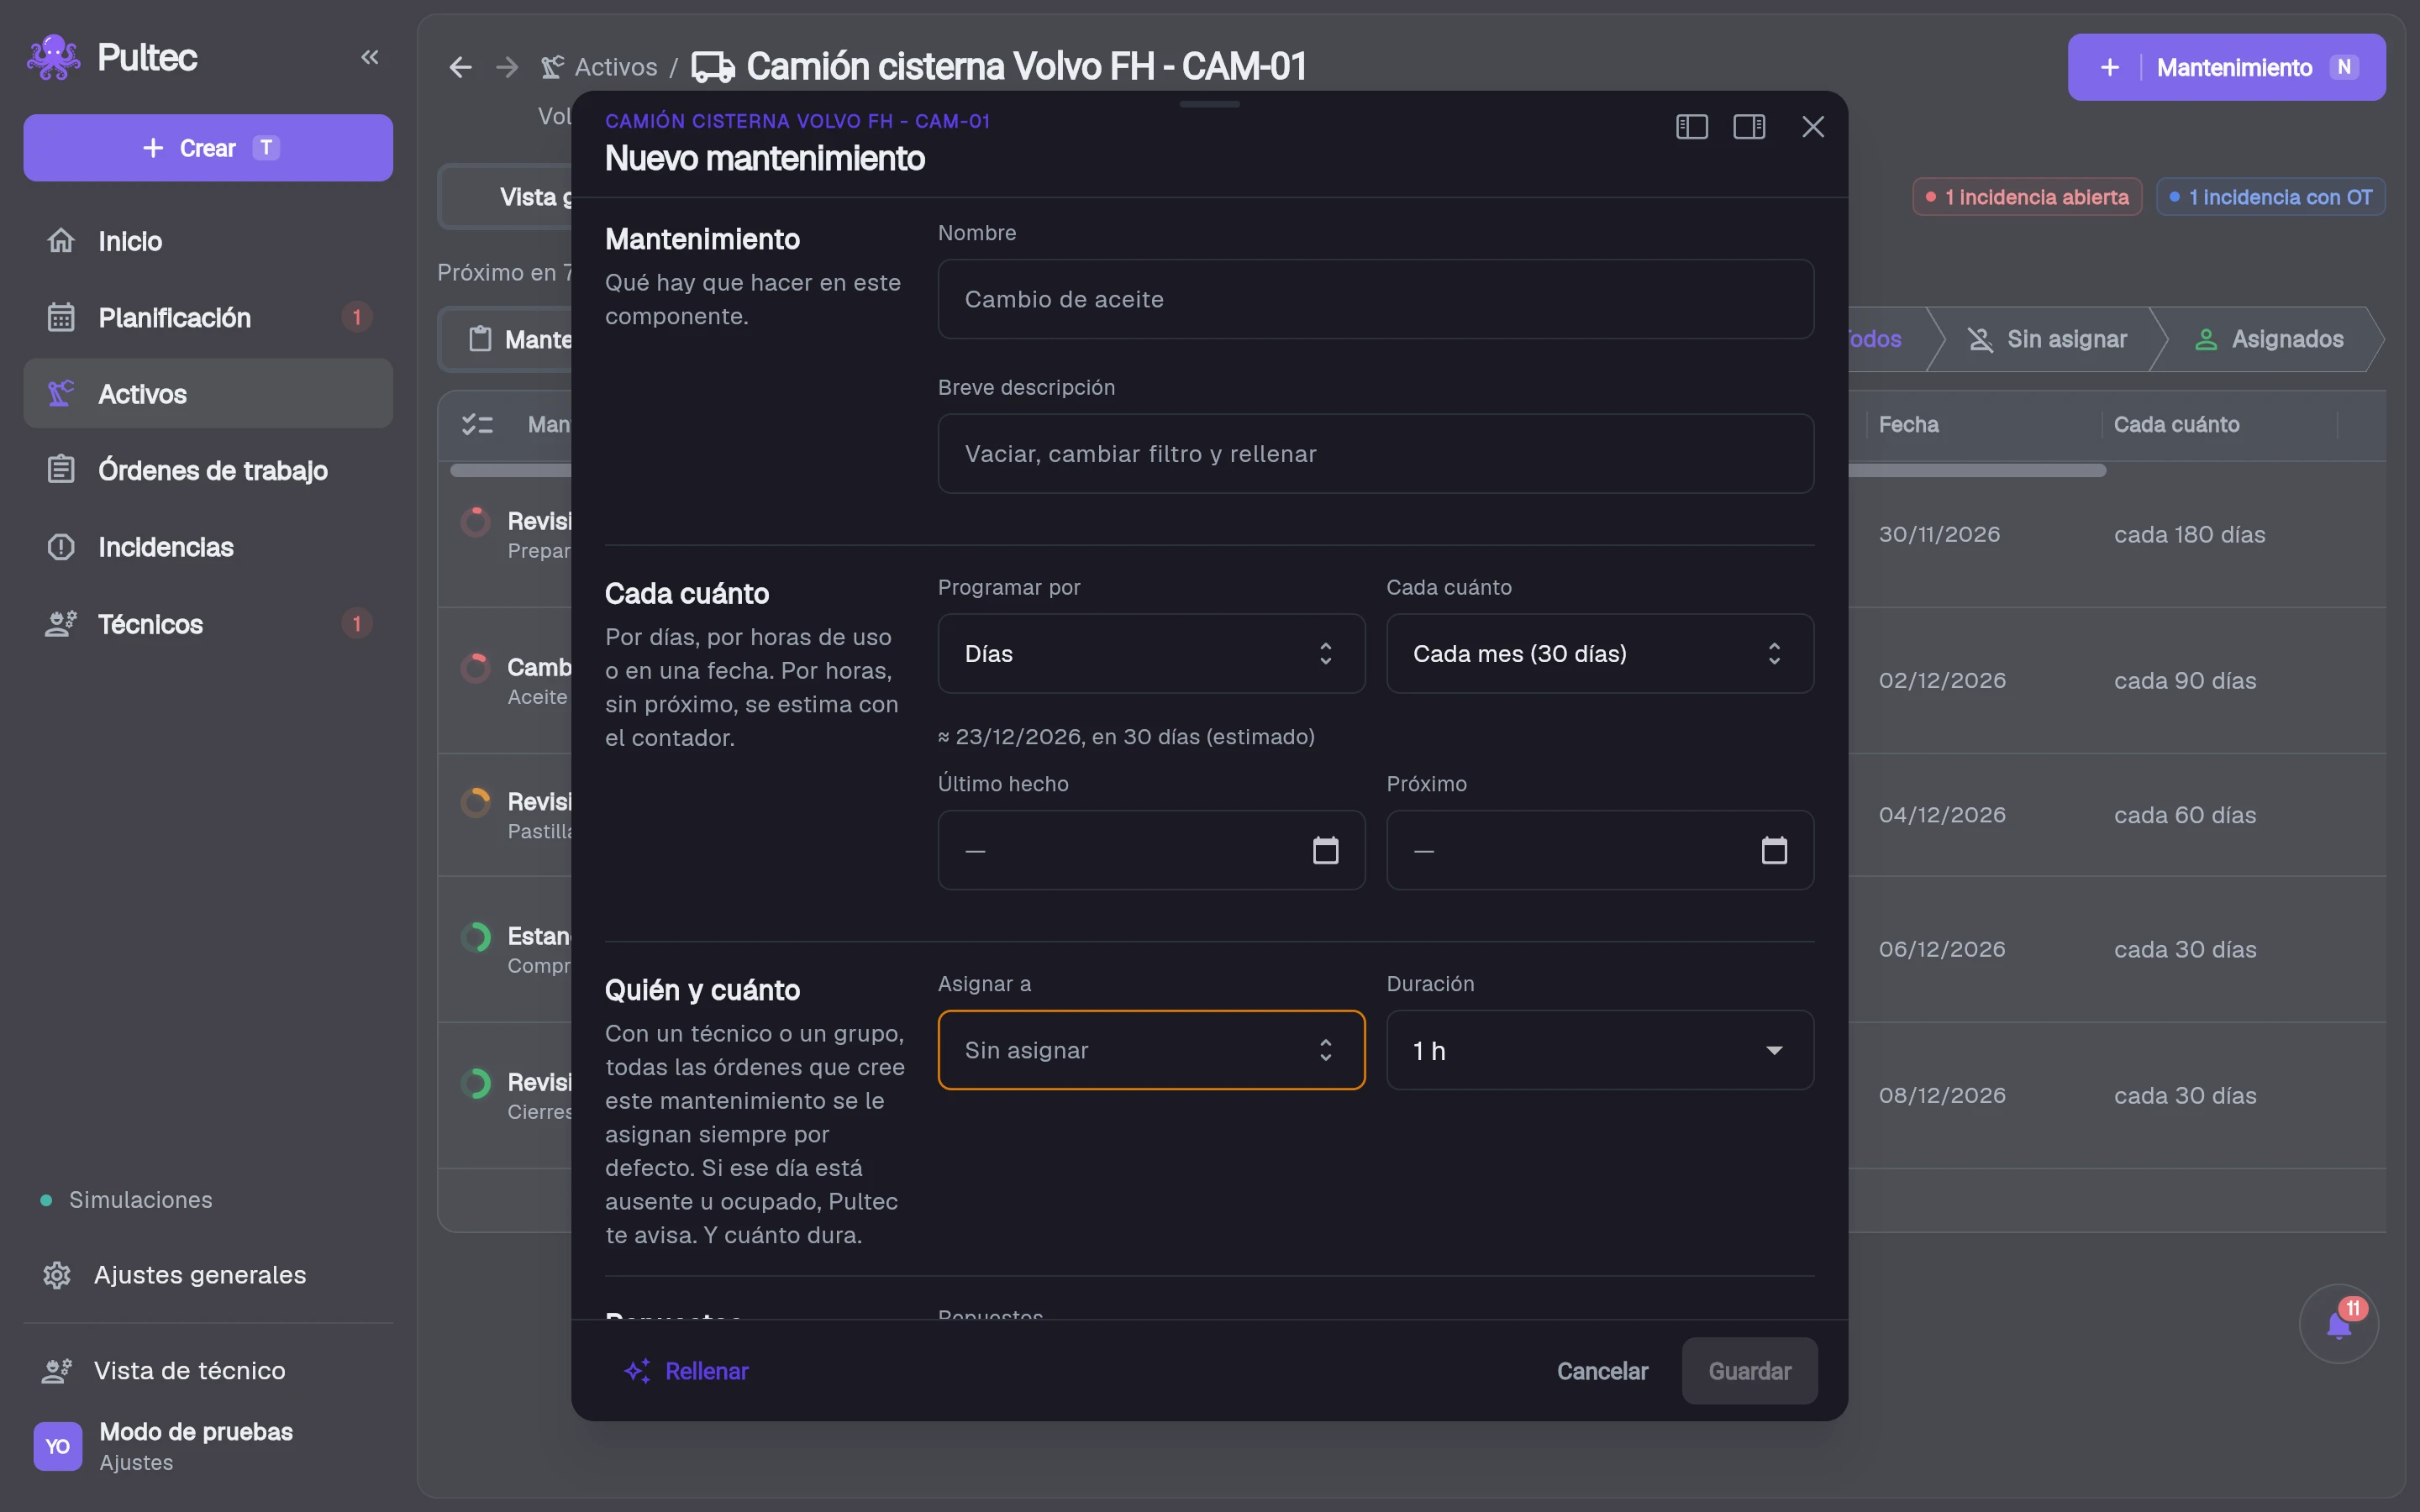 Pultec
Crear T
Inicio
Planificación 1
Activos
Órdenes de trabajo
Incidencias
Técnicos 1
Simulaciones
Ajustes generales
Vista de técnico
YO
Modo de pruebas
Ajustes
Activos / Camión cisterna Volvo FH - CAM-01
Mantenimiento N
1 incidencia abierta
1 incidencia con OT
Próximo en
Sin asignar
Asignados
Fecha
Cada cuánto
30/11/2026
cada 180 días
02/12/2026
cada 90 días
Aceite
04/12/2026
cada 60 días
06/12/2026
cada 30 días
08/12/2026
cada 30 días
11
CAMIÓN CISTERNA VOLVO FH - CAM-01
Nuevo mantenimiento
Mantenimiento
Qué hay que hacer en este
componente.
Nombre
Cambio de aceite
Breve descripción
Vaciar, cambiar filtro y rellenar
Cada cuánto
Por días, por horas de uso
o en una fecha. Por horas,
sin próximo, se estima con
el contador.
Programar por
Días
Cada cuánto
Cada mes (30 días)
≈ 23/12/2026, en 30 días (estimado)
Último hecho
—
Próximo
—
Quién y cuánto
Con un técnico o un grupo,
todas las órdenes que cree
este mantenimiento se le
asignan siempre por
defecto. Si ese día está
ausente u ocupado, Pultec
te avisa. Y cuánto dura.
Asignar a
Sin asignar
Duración
1 h
Repuestos
Rellenar
Cancelar
Guardar